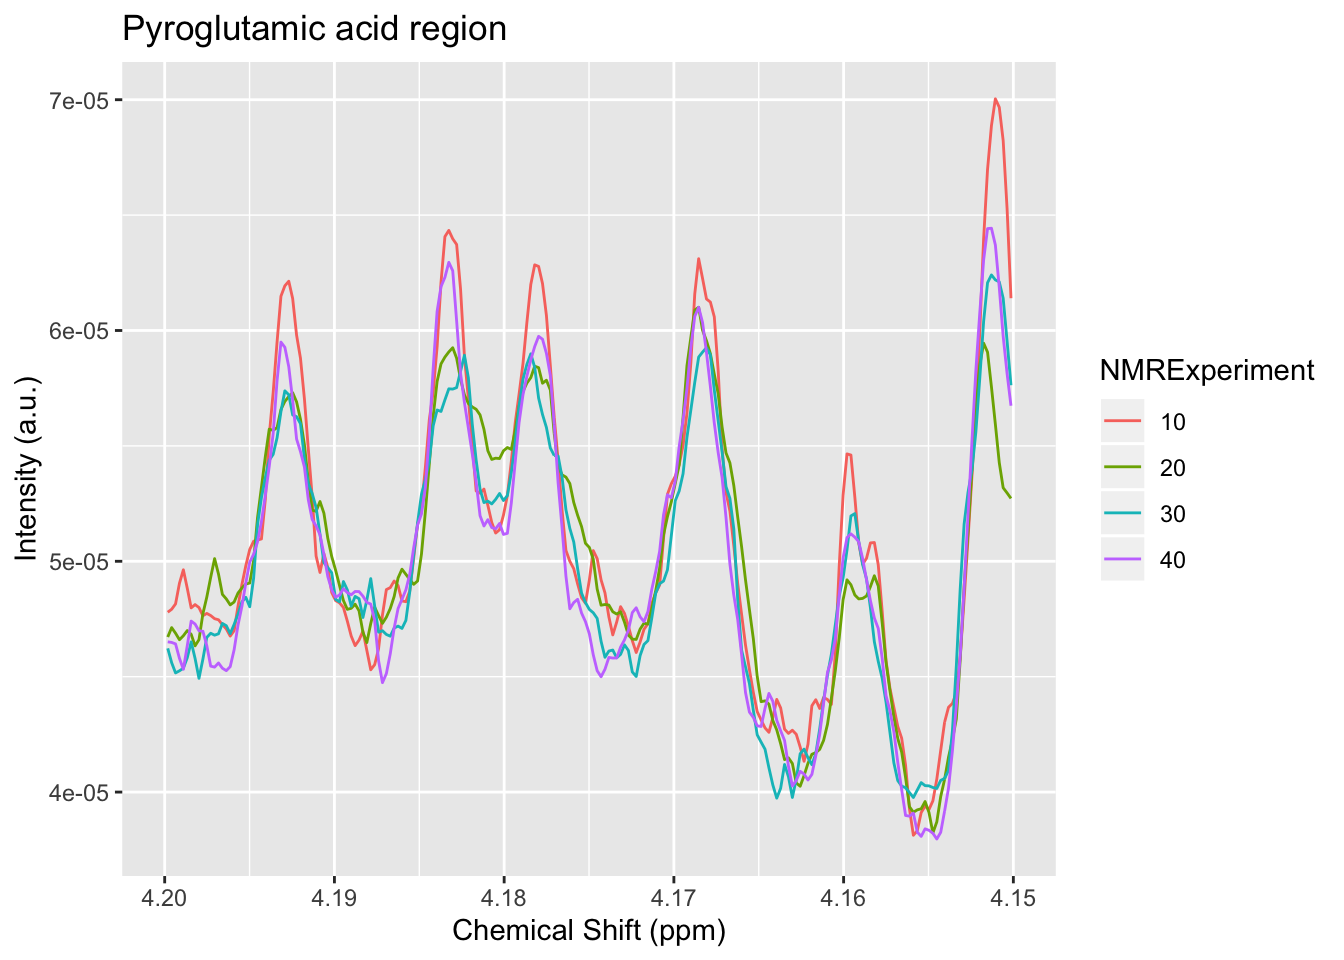 Pyroglutamic acid region
7e-05
6e-05
5e-05
4e-05
Intensity (a.u.)
4.20 4.19 4.18 4.17 4.16 4.15
Chemical Shift (ppm)
NMRExperiment
10
20
30
40